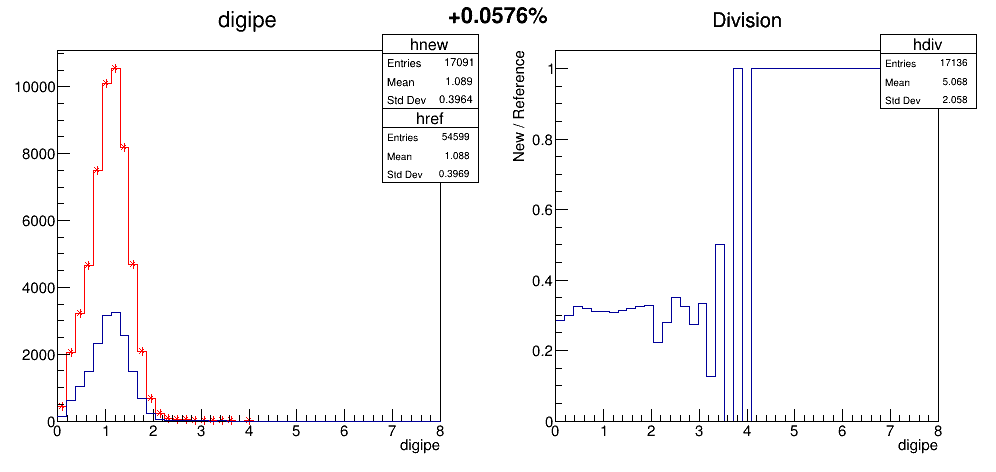 +0.0576%
digipe
hnew
Entries 17091
Mean 1.089
Std Dev 0.3964
href
Entries 54599
Mean 1.088
Std Dev 0.3969
10000
8000
6000
4000
2000
0
0 1 2 3 4 5 6 7 8
digipe
Division
hdiv
Entries 17136
Mean 5.068
Std Dev 2.058
New / Reference
1
0.8
0.6
0.4
0.2
0
0 1 2 3 4 5 6 7 8
digipe